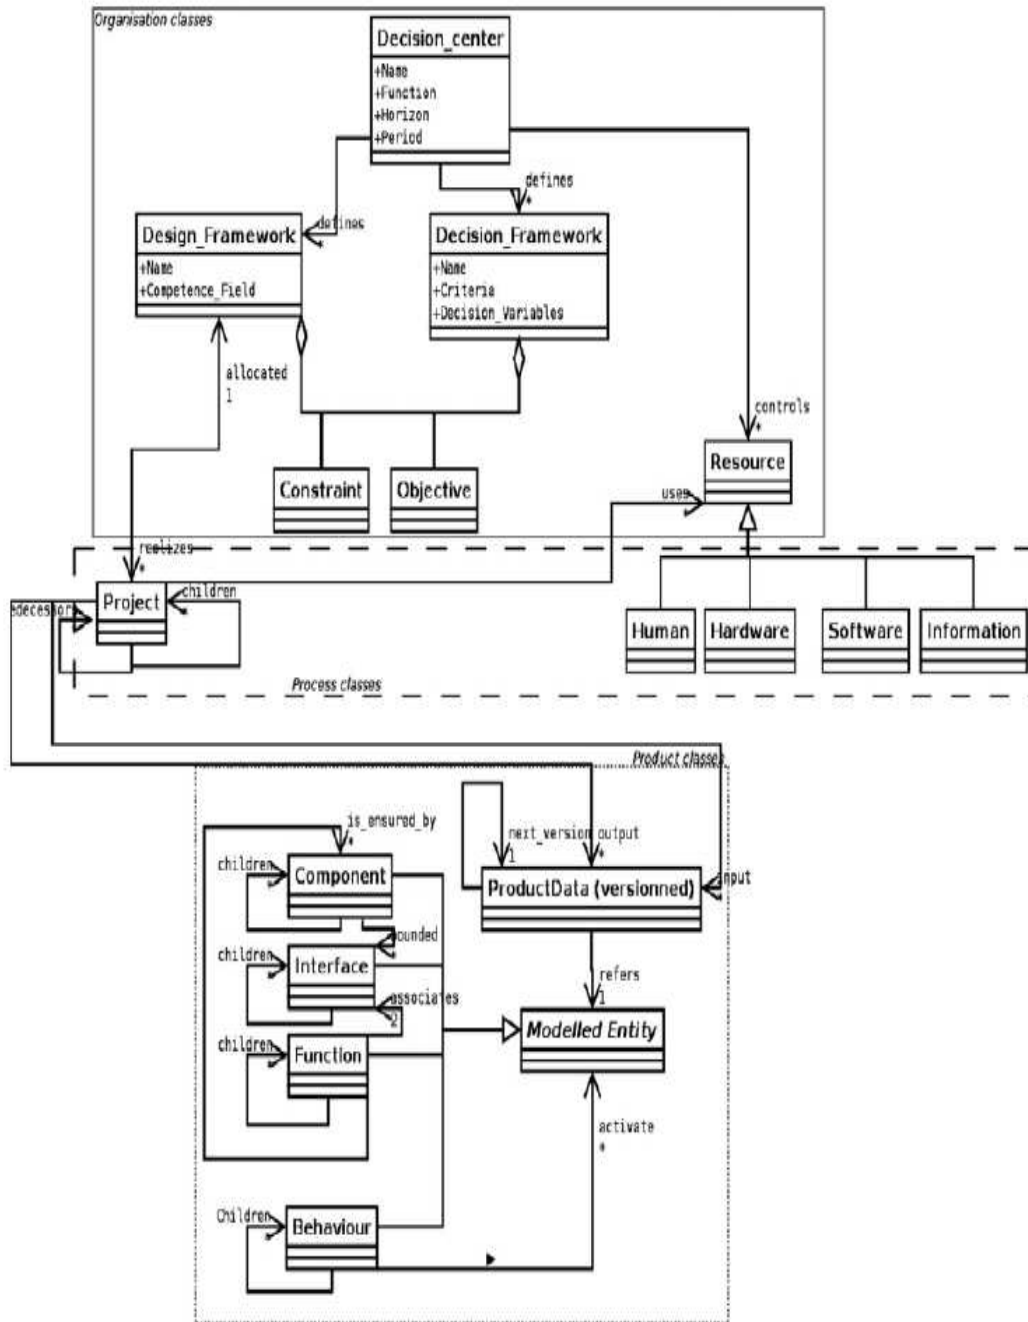 Organisation classes
Decision_center
+Name
+Function
+Horizon
+Period
defines
*
defines
*
Design_Framework
+Name
+Competence_Field
Decision_Framework
+Name
+Criteria
+Decision_Variables
allocated
1
controls
*
Resource
Constraint
Objective
uses
realizes
*
Project
children
edecessors
Human
Hardware
Software
Information
Process classes
Product classes
is_ensured_by
*
next_version
1
output
*
children
Component
ProductData (versionned)
input
ounded
children
Interface
associates
2
refers
1
Modelled Entity
children
Function
activate
*
Children
Behaviour